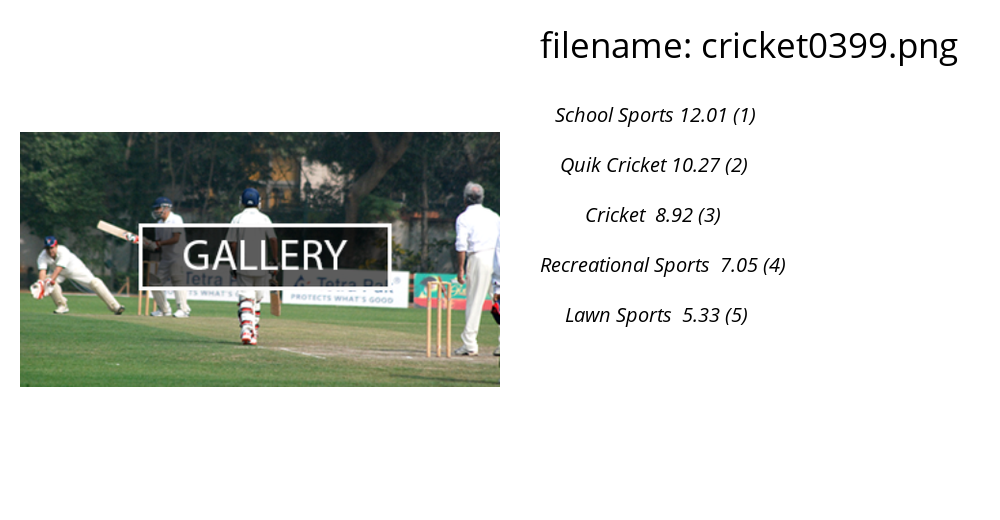 filename: cricket0399.png
School Sports 12.01 (1)
Quik Cricket 10.27 (2)
Cricket 8.92 (3)
Recreational Sports 7.05 (4)
Lawn Sports 5.33 (5)
GALLERY
Tetra Tetra Pak
PROTECTS WHAT'S GOOD